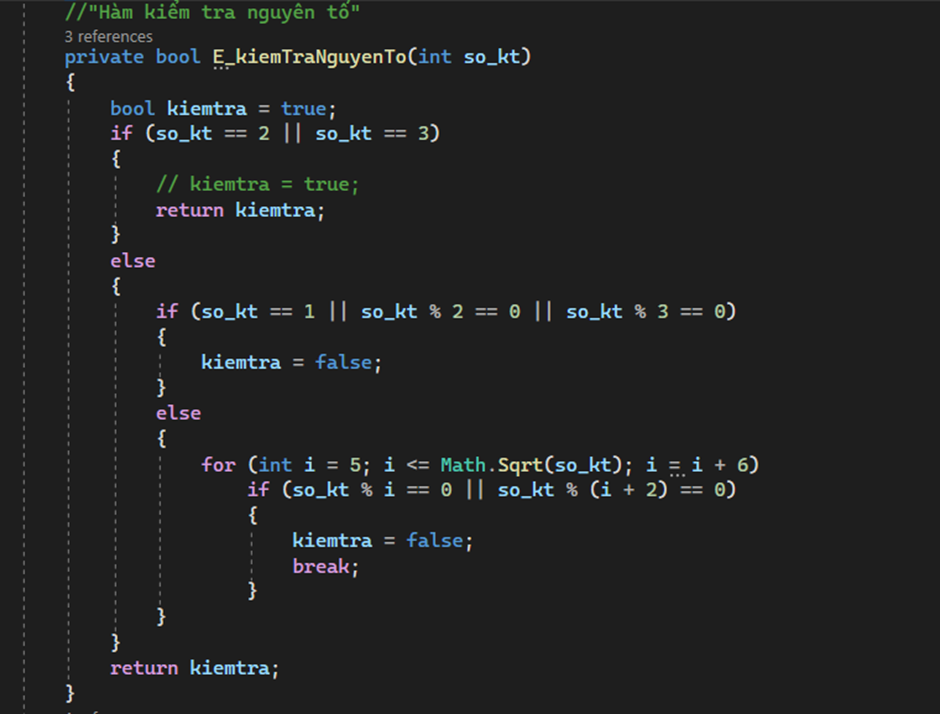 //"Hàm kiểm tra nguyên tố"
3 references
private bool E_kiemTraNguyenTo(int so_kt)
{
bool kiemtra = true;
if (so_kt == 2 || so_kt == 3)
{
// kiemtra = true;
return kiemtra;
}
else
{
if (so_kt == 1 || so_kt % 2 == 0 || so_kt % 3 == 0)
{
kiemtra = false;
}
else
{
for (int i = 5; i <= Math.Sqrt(so_kt); i = i + 6)
if (so_kt % i == 0 || so_kt % (i + 2) == 0)
{
kiemtra = false;
break;
}
}
}
return kiemtra;
}